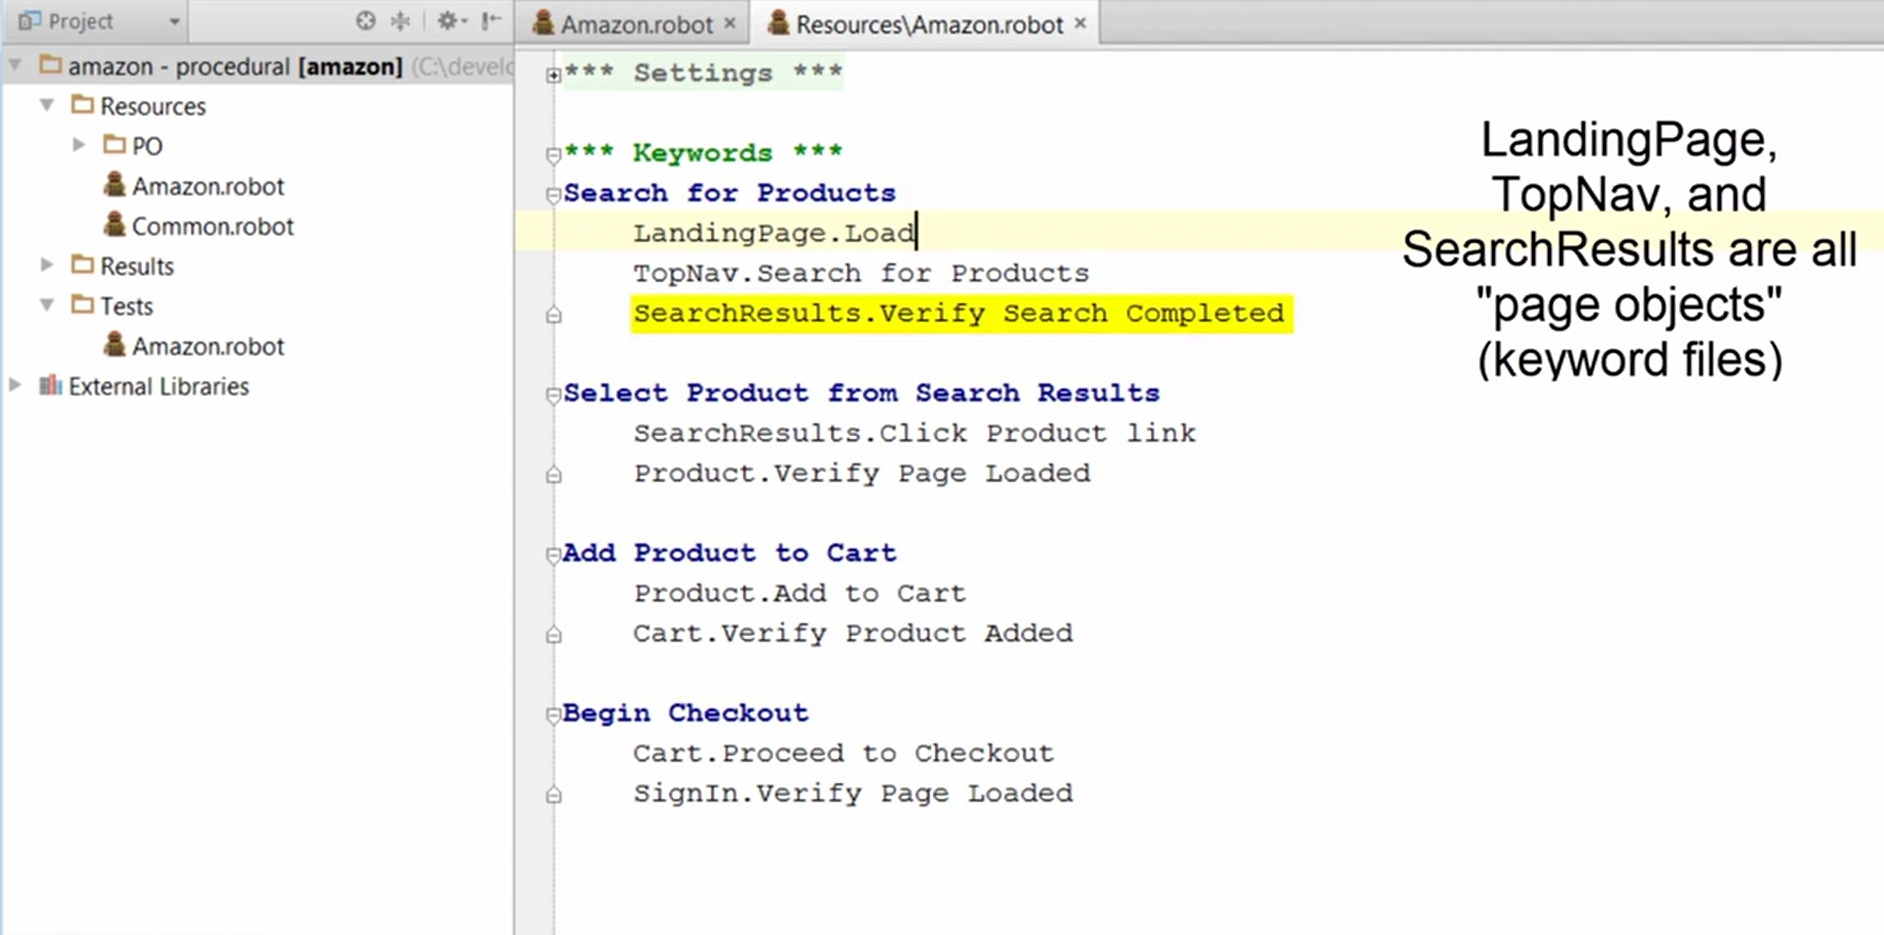 Project
amazon - procedural [amazon] (C:\develo
Resources
PO
Amazon.robot
Common.robot
Results
Tests
Amazon.robot
External Libraries
Amazon.robot
Resources\Amazon.robot
*** Settings ***
*** Keywords ***
Search for Products
LandingPage.Load
TopNav.Search for Products
SearchResults.Verify Search Completed
Select Product from Search Results
SearchResults.Click Product link
Product.Verify Page Loaded
Add Product to Cart
Product.Add to Cart
Cart.Verify Product Added
Begin Checkout
Cart.Proceed to Checkout
SignIn.Verify Page Loaded
LandingPage,
TopNav, and
SearchResults are all
"page objects"
(keyword files)